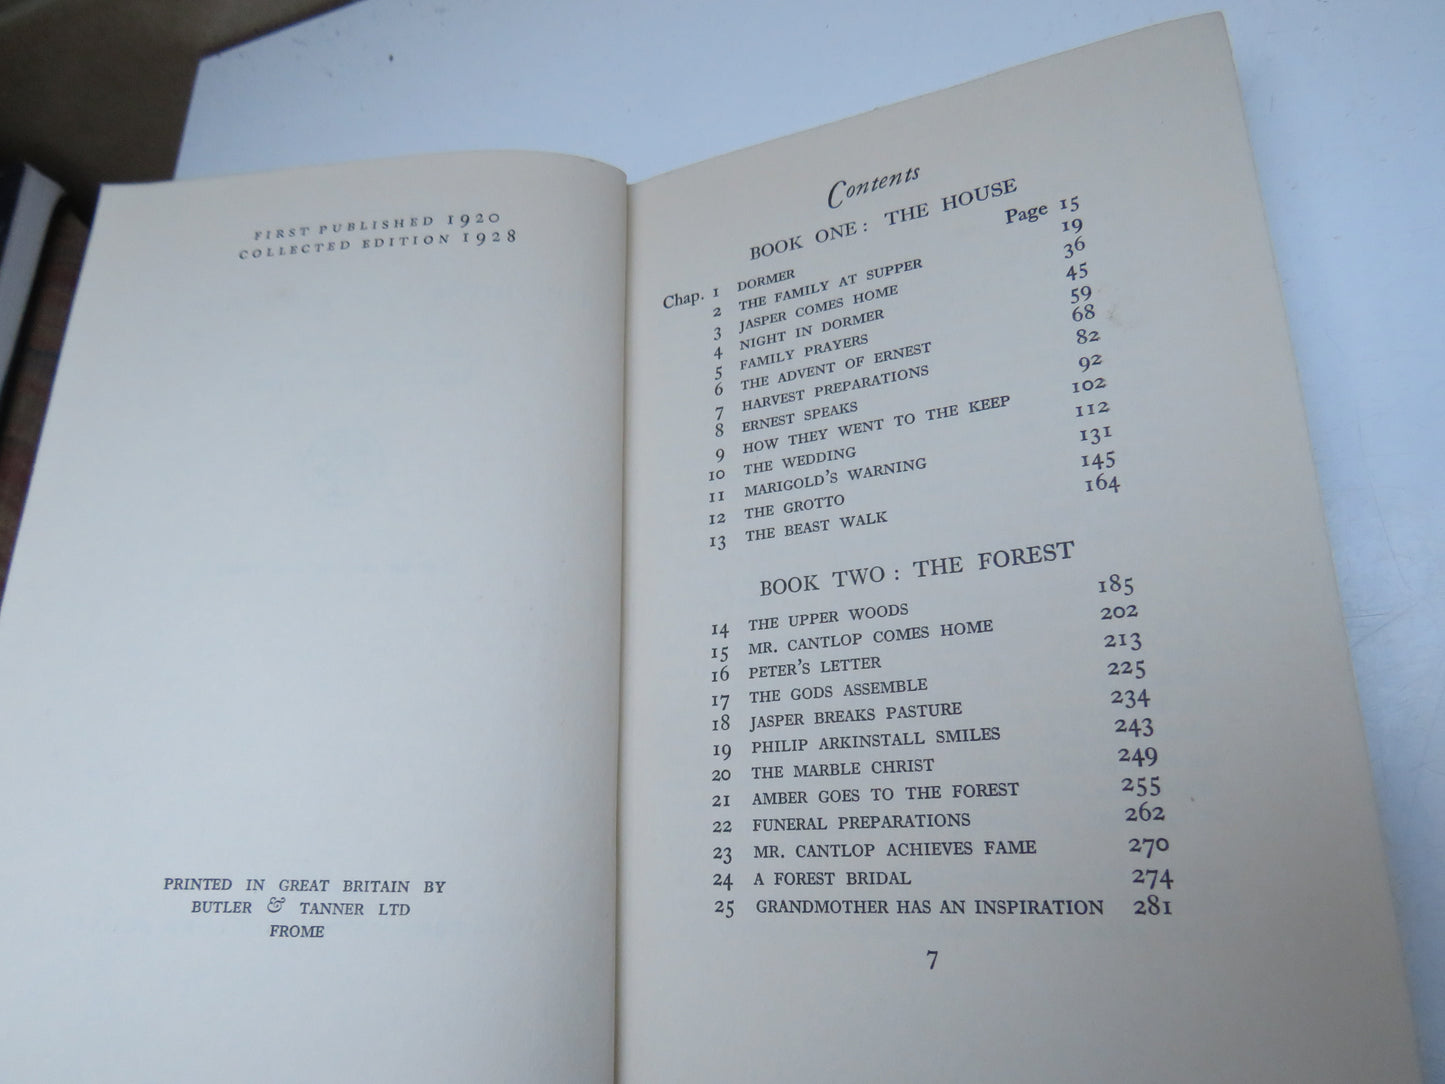 FIRST PUBLISHED 1920
COLLECTED EDITION 1928
PRINTED IN GREAT BRITAIN BY
BUTLER & TANNER LTD
FROME
Contents
BOOK ONE: THE HOUSE
Chap. 1 DORMER Page 15
2 THE FAMILY AT SUPPER 19
3 JASPER COMES HOME 36
4 NIGHT IN DORMER 45
5 FAMILY PRAYERS 59
6 THE ADVENT OF ERNEST 68
7 HARVEST PREPARATIONS 82
8 ERNEST SPEAKS 92
9 HOW THEY WENT TO THE KEEP 102
10 THE WEDDING 112
11 MARIGOLD'S WARNING 131
12 THE GROTTO 145
13 THE BEAST WALK 164
BOOK TWO: THE FOREST
14 THE UPPER WOODS 185
15 MR. CANTLOP COMES HOME 202
16 PETER'S LETTER 213
17 THE GODS ASSEMBLE 225
18 JASPER BREAKS PASTURE 234
19 PHILIP ARKINSTALL SMILES 243
20 THE MARBLE CHRIST 249
21 AMBER GOES TO THE FOREST 255
22 FUNERAL PREPARATIONS 262
23 MR. CANTLOP ACHIEVES FAME 270
24 A FOREST BRIDAL 274
25 GRANDMOTHER HAS AN INSPIRATION 281
7